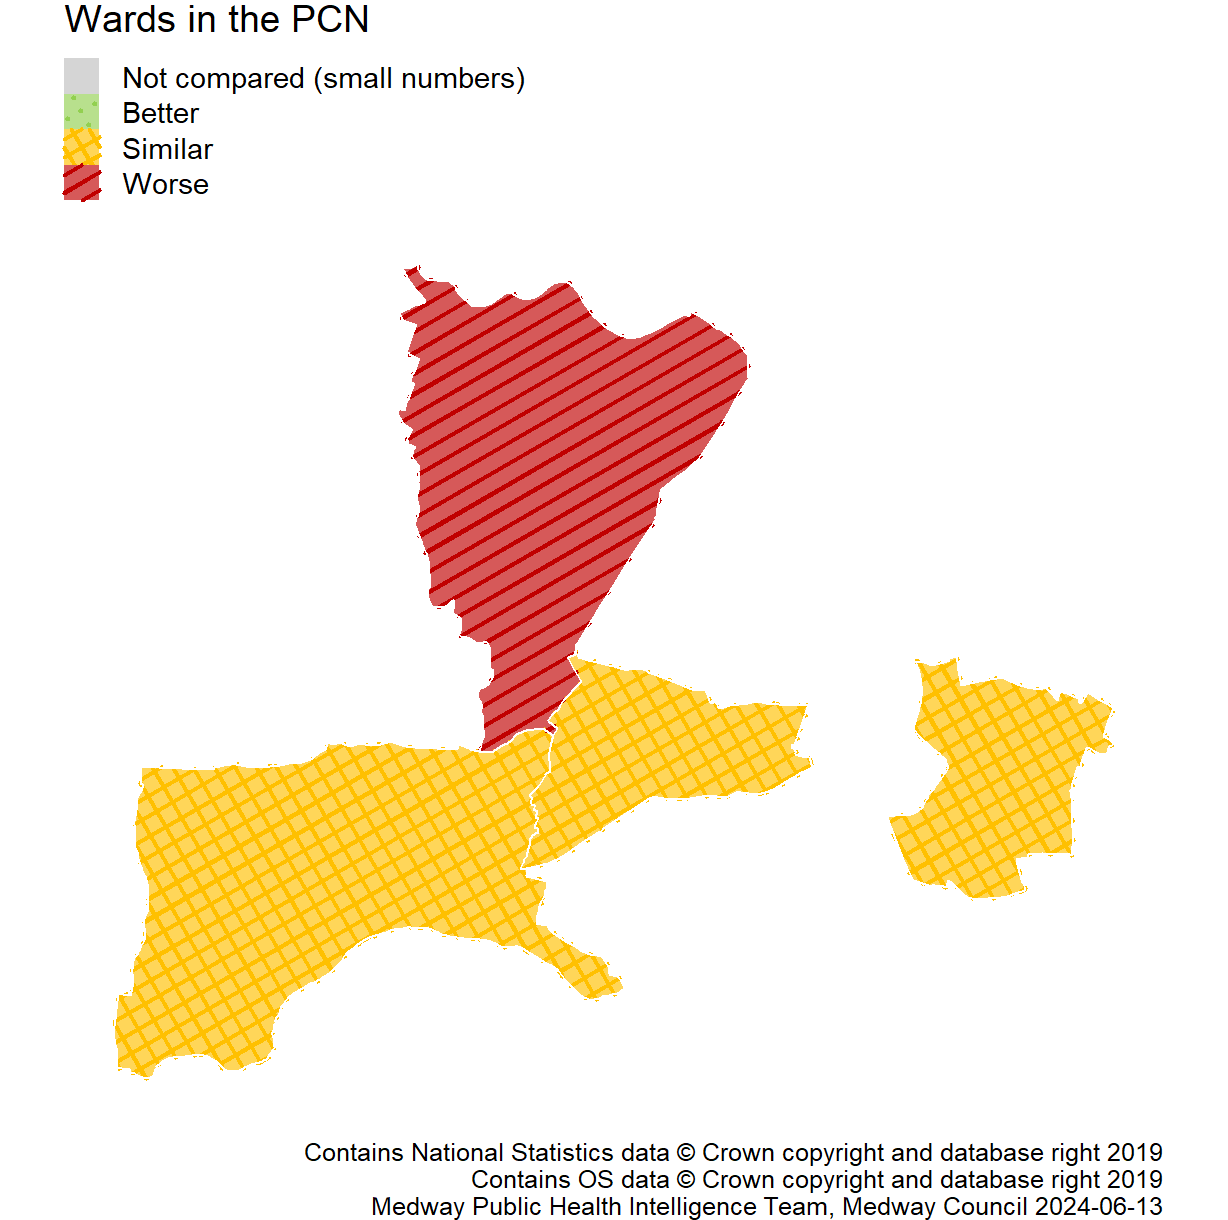 Wards in the PCN
Not compared (small numbers)
Better
Similar
Worse
Contains National Statistics data © Crown copyright and database right 2019
Contains OS data © Crown copyright and database right 2019
Medway Public Health Intelligence Team, Medway Council 2024-06-13